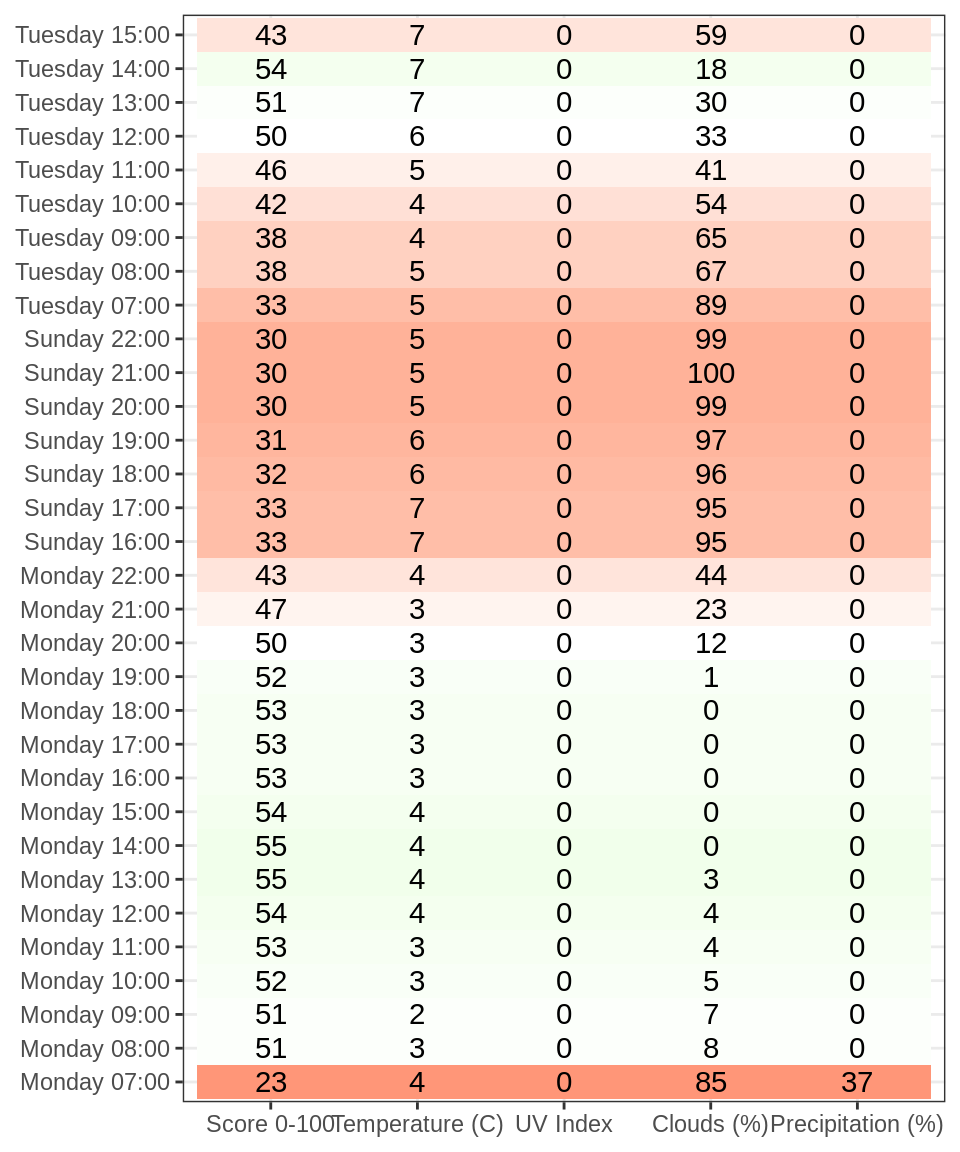 Tuesday 15:00 43 7 0 59 0
Tuesday 14:00 54 7 0 18 0
Tuesday 13:00 51 7 0 30 0
Tuesday 12:00 50 6 0 33 0
Tuesday 11:00 46 5 0 41 0
Tuesday 10:00 42 4 0 54 0
Tuesday 09:00 38 4 0 65 0
Tuesday 08:00 38 5 0 67 0
Tuesday 07:00 33 5 0 89 0
Sunday 22:00 30 5 0 99 0
Sunday 21:00 30 5 0 100 0
Sunday 20:00 30 5 0 99 0
Sunday 19:00 31 6 0 97 0
Sunday 18:00 32 6 0 96 0
Sunday 17:00 33 7 0 95 0
Sunday 16:00 33 7 0 95 0
Monday 22:00 43 4 0 44 0
Monday 21:00 47 3 0 23 0
Monday 20:00 50 3 0 12 0
Monday 19:00 52 3 0 1 0
Monday 18:00 53 3 0 0 0
Monday 17:00 53 3 0 0 0
Monday 16:00 53 3 0 0 0
Monday 15:00 54 4 0 0 0
Monday 14:00 55 4 0 0 0
Monday 13:00 55 4 0 3 0
Monday 12:00 54 4 0 4 0
Monday 11:00 53 3 0 4 0
Monday 10:00 52 3 0 5 0
Monday 09:00 51 2 0 7 0
Monday 08:00 51 3 0 8 0
Monday 07:00 23 4 0 85 37
Score 0-100 Temperature (C) UV Index Clouds (%) Precipitation (%)